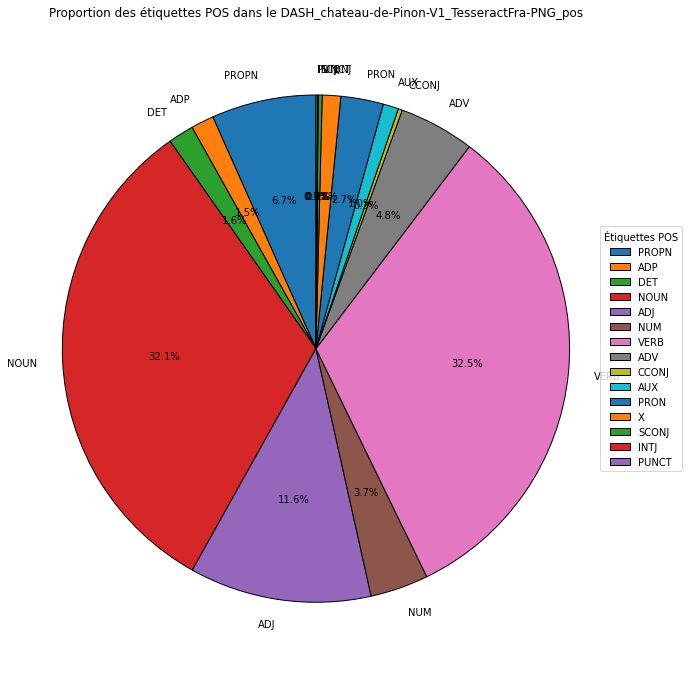 Proportion des étiquettes POS dans le DASH_chateau-de-Pinon-V1_TesseractFra-PNG_pos
PRON
PROPN
AUX
CCONJ
ADP
ADV
DET
6.7%
2.7%
1.5%
4.8%
1.6%
Étiquettes POS
PROPN
ADP
DET
NOUN
ADJ
NUM
VERB
ADV
CCONJ
AUX
PRON
X
SCONJ
INTJ
PUNCT
NOUN
32.1%
32.5%
VERB
3.7%
11.6%
NUM
ADJ